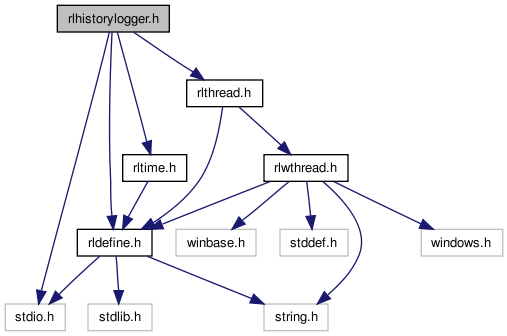 rlhistorylogger.h
rlthread.h
rltime.h
rlwthread.h
rldefine.h
winbase.h
stddef.h
windows.h
stdio.h
stdlib.h
string.h